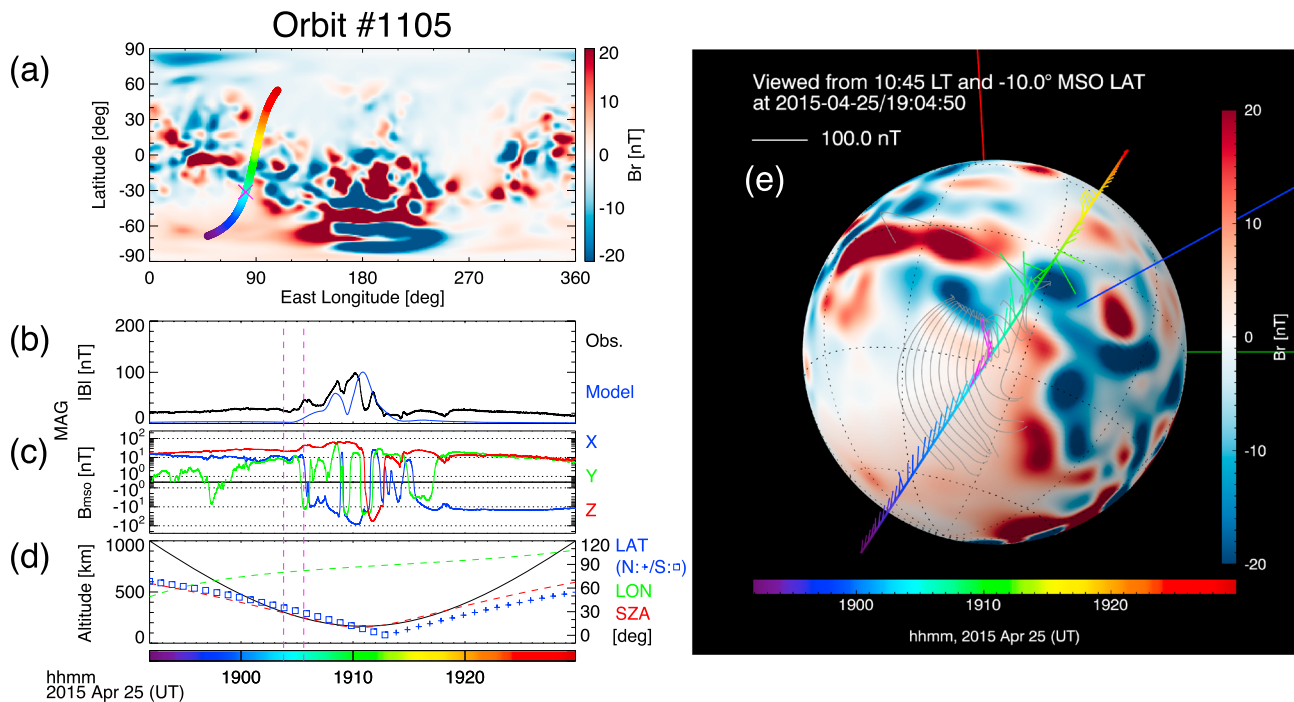 Orbit #1105
(a)
90
60
30
0
-30
-60
-90
Latitude [deg]
0 90 180 270 360
East Longitude [deg]
20
10
0
-10
-20
Br [nT]
(b)
200
100
0
|B| [nT]
MAG
Obs.
Model
(c)
10²
10¹
10⁰
-10⁰
-10¹
-10²
Bmso [nT]
X
Y
Z
(d)
1000
500
0
Altitude [km]
120
90
60
30
0
[deg]
LAT
(N:+/S:□)
LON
SZA
1900 1910 1920
hhmm
2015 Apr 25 (UT)
Viewed from 10:45 LT and -10.0° MSO LAT
at 2015-04-25/19:04:50
100.0 nT
(e)
20
10
0
-10
-20
Br [nT]
1900 1910 1920
hhmm, 2015 Apr 25 (UT)